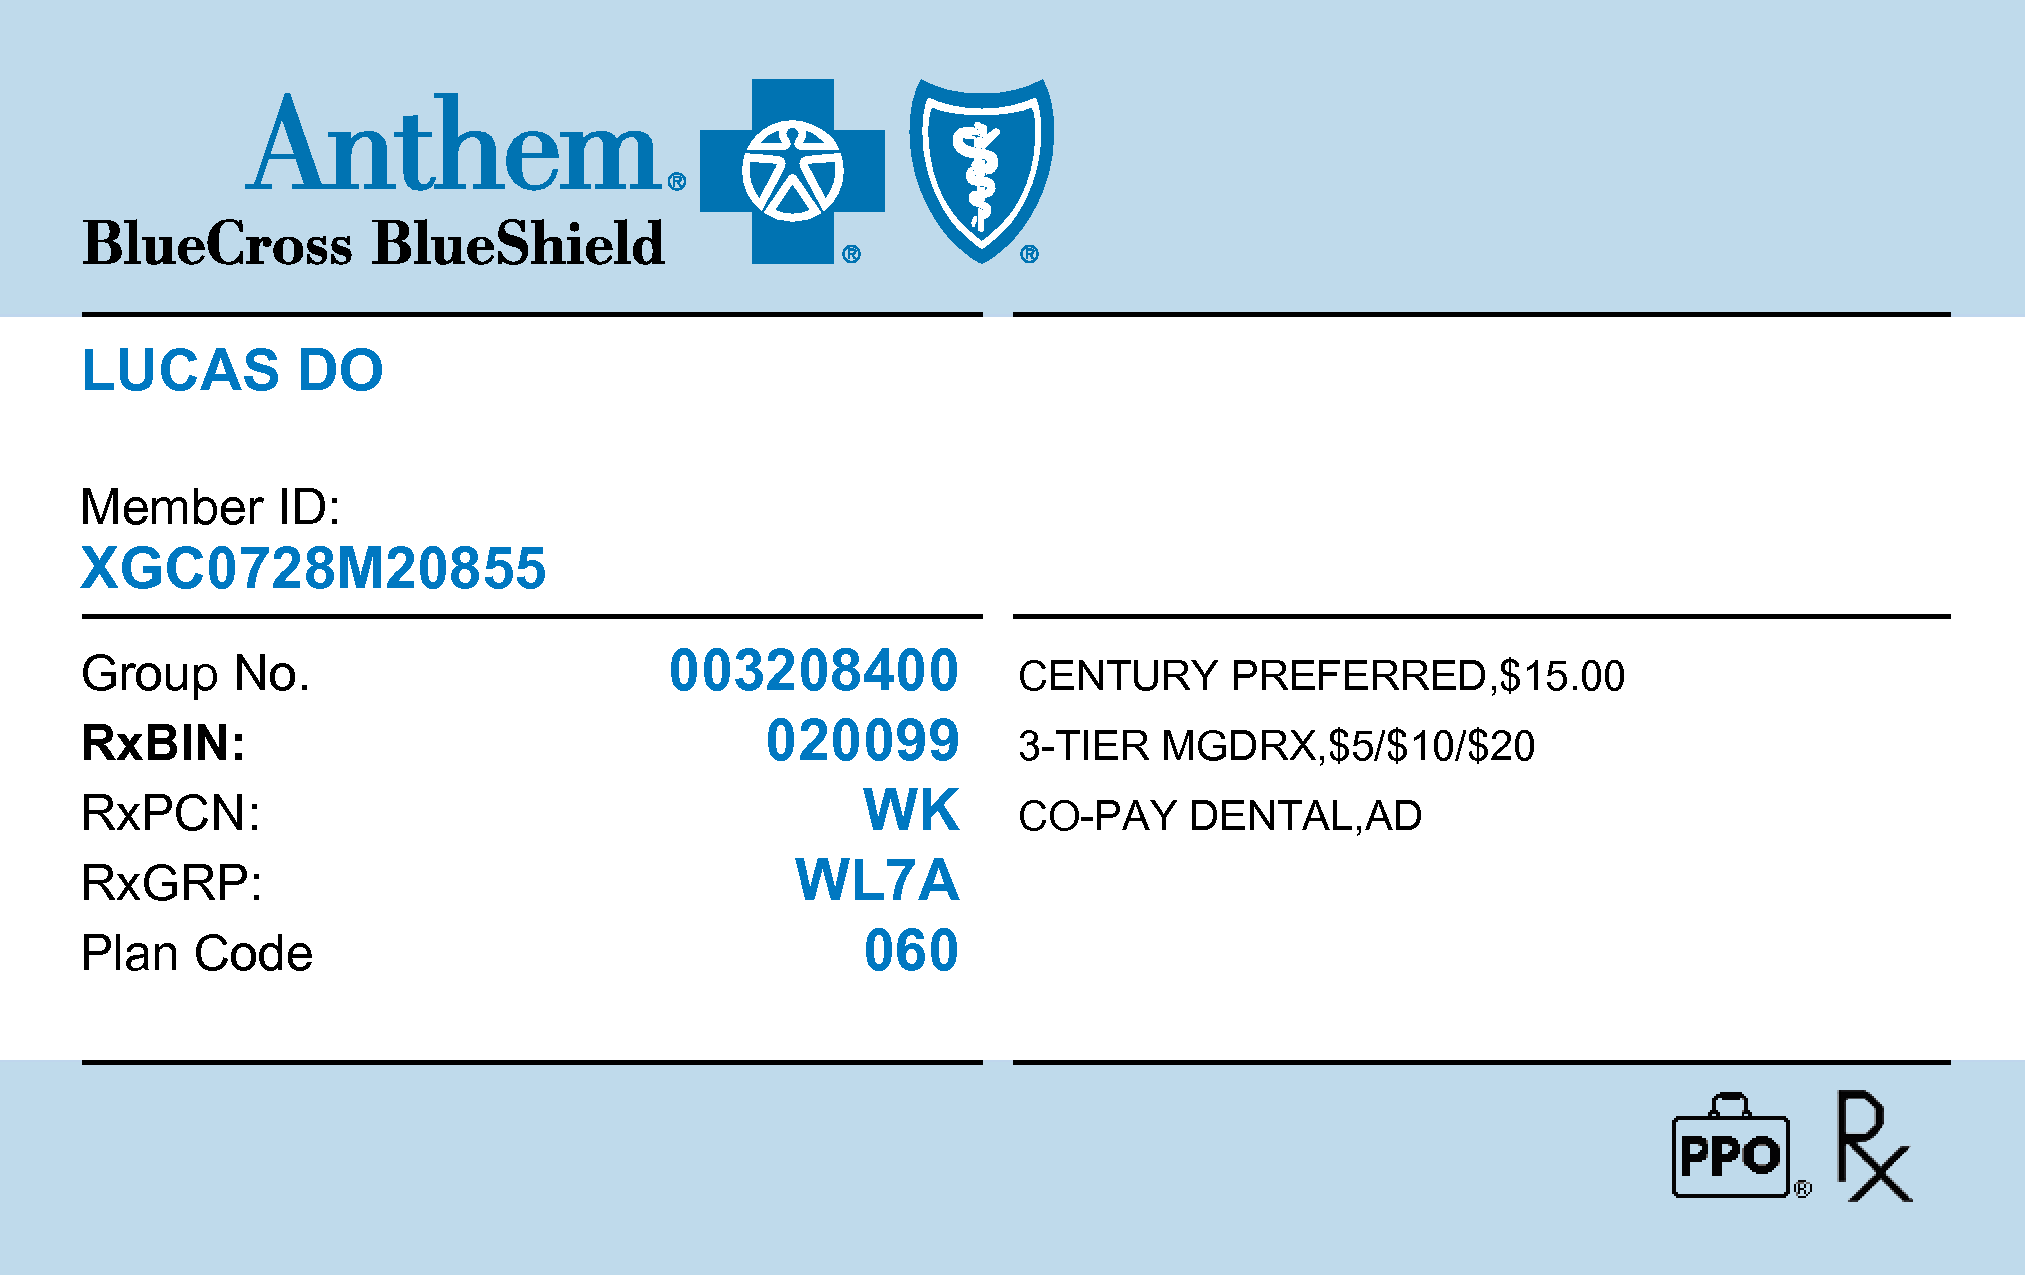 Anthem®
BlueCross BlueShield ® ®
LUCAS DO
Member ID:
XGC0728M20855
Group No. 003208400
RxBIN: 020099
RxPCN: WK
RxGRP: WL7A
Plan Code 060
CENTURY PREFERRED,$15.00
3-TIER MGDRX,$5/$10/$20
CO-PAY DENTAL,AD
PPO® Rx